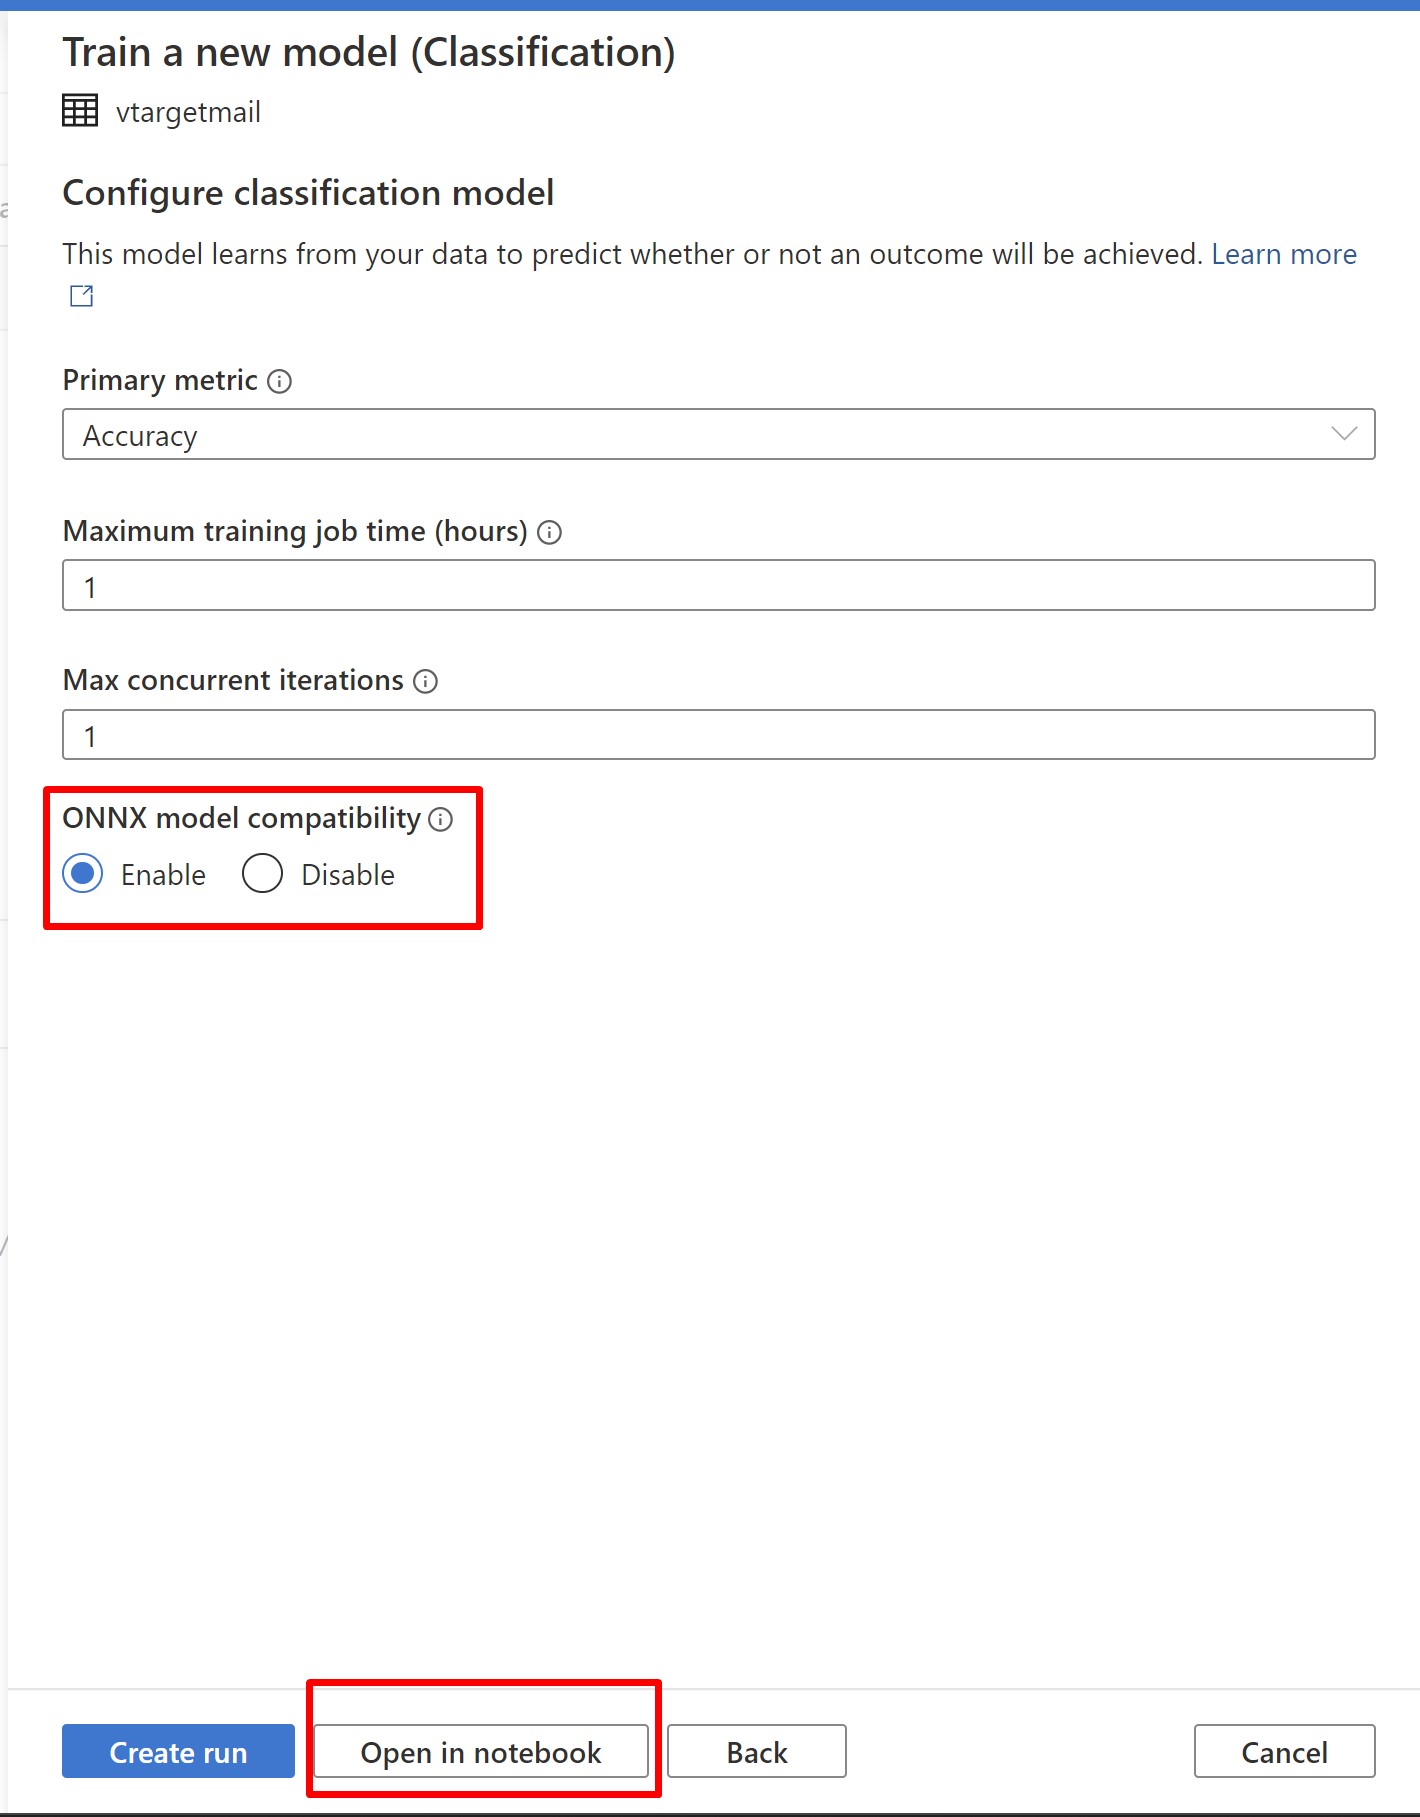 Train a new model (Classification)
vtargetmail
Configure classification model
This model learns from your data to predict whether or not an outcome will be achieved. Learn more
Primary metric
Accuracy
Maximum training job time (hours)
1
Max concurrent iterations
1
ONNX model compatibility
Enable Disable
Create run Open in notebook Back Cancel